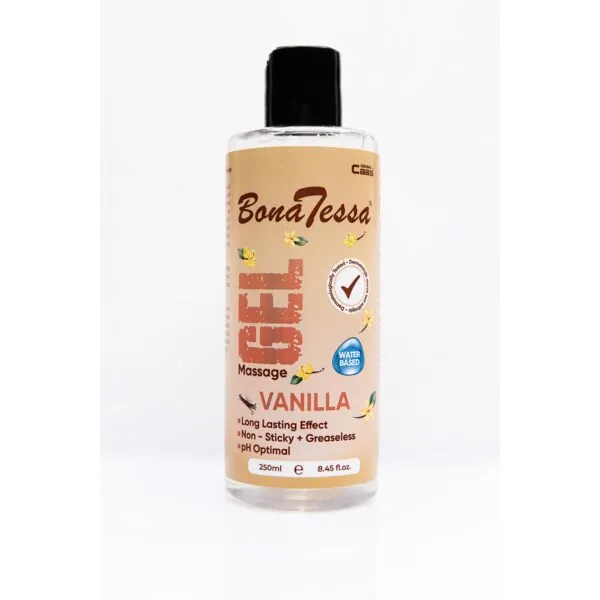 Caesi
BonaTessa®
GEL
Massage
Dermatologically Tested
WATER
BASED
VANILLA
Long Lasting Effect
Non - Sticky + Greaseless
pH Optimal
250ml e 8.45 fl.oz.